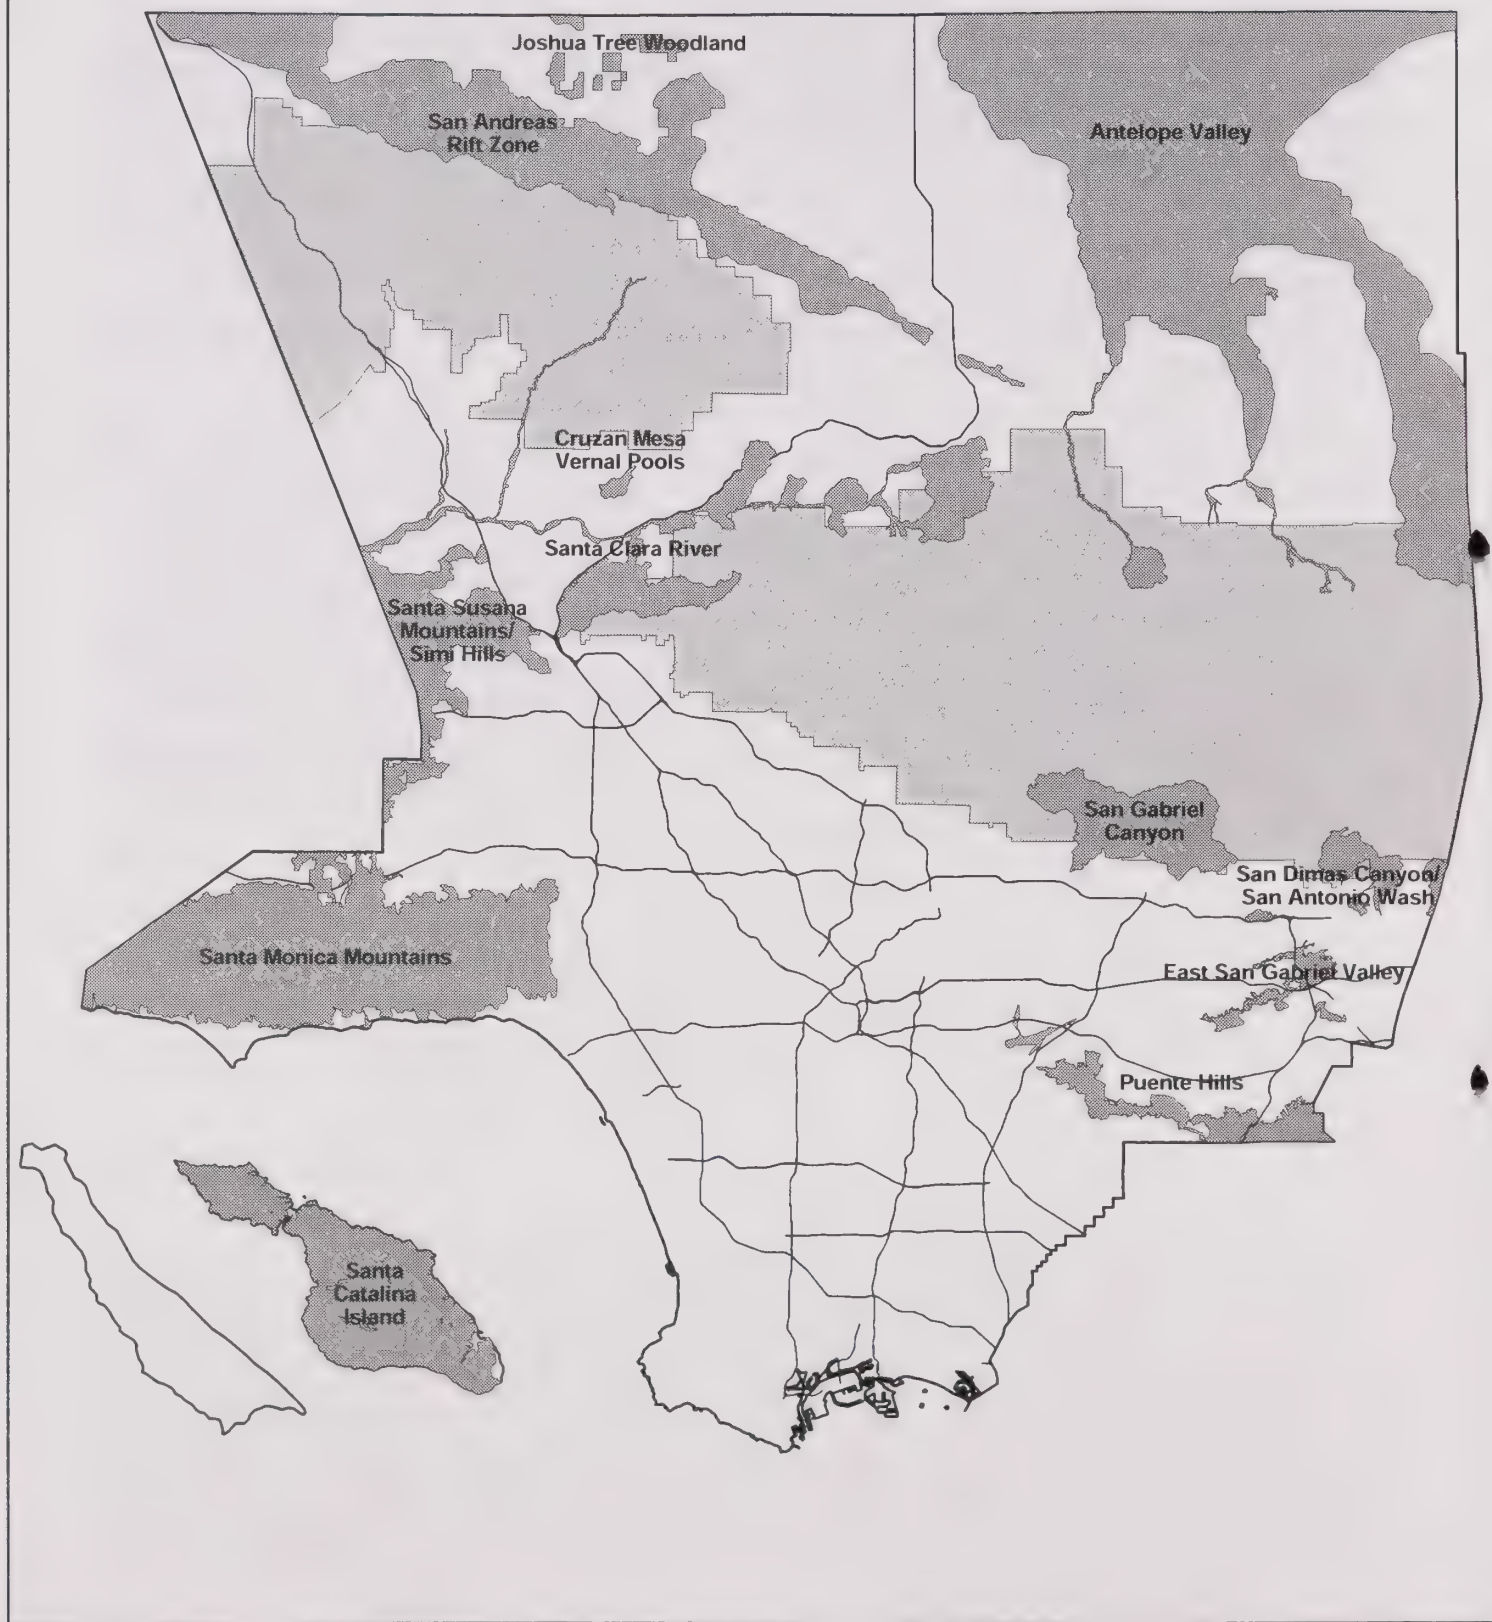 Joshua Tree Woodland
San Andreas
Rift Zone
Antelope Valley
Cruzan Mesa
Vernal Pools
Santa Clara River
Santa Susana
Mountains/
Simi Hills
San Gabriel
Canyon
San Dimas Canyon/
San Antonio Wash
Santa Monica Mountains
East San Gabriel Valley
Puente Hills
Santa
Catalina
Island